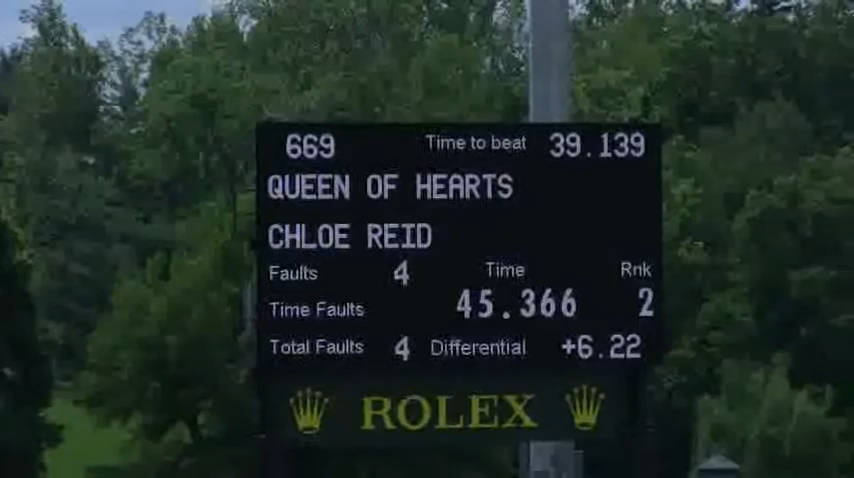 669 Time to beat 39.139
QUEEN OF HEARTS
CHLOE REID
Faults 4 Time Rnk
Time Faults 45.366 2
Total Faults 4 Differential +6.22
ROLEX